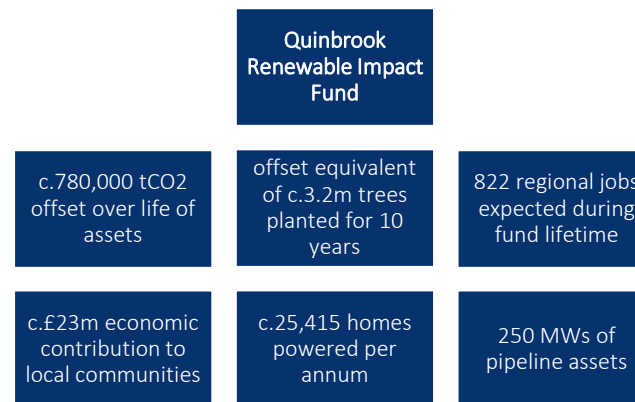 Quinbrook
Renewable Impact
Fund
c.780,000 tCO2
offset over life of
assets
offset equivalent
of c.3.2m trees
planted for 10
years
822 regional jobs
expected during
fund lifetime
c.£23m economic
contribution to
local communities
c.25,415 homes
powered per
annum
250 MWs of
pipeline assets